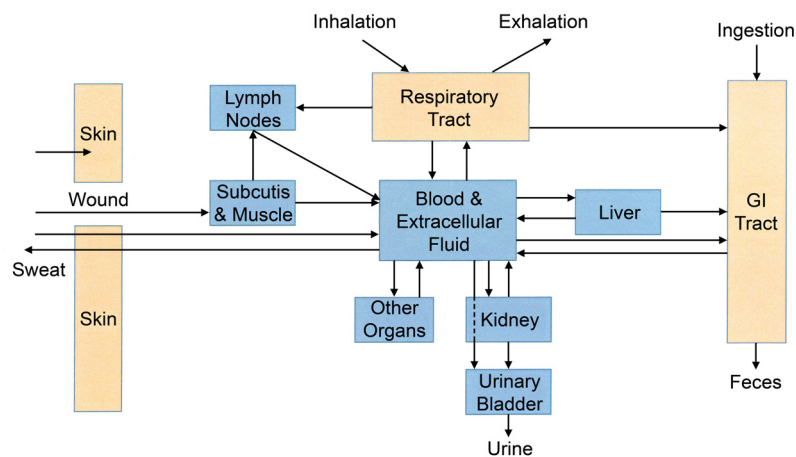 Inhalation
Exhalation
Ingestion
Lymph
Nodes
Respiratory
Tract
Skin
Wound
Subcutis
& Muscle
Blood &
Extracellular
Fluid
Liver
GI
Tract
Sweat
Skin
Other
Organs
Kidney
Urinary
Bladder
Feces
Urine